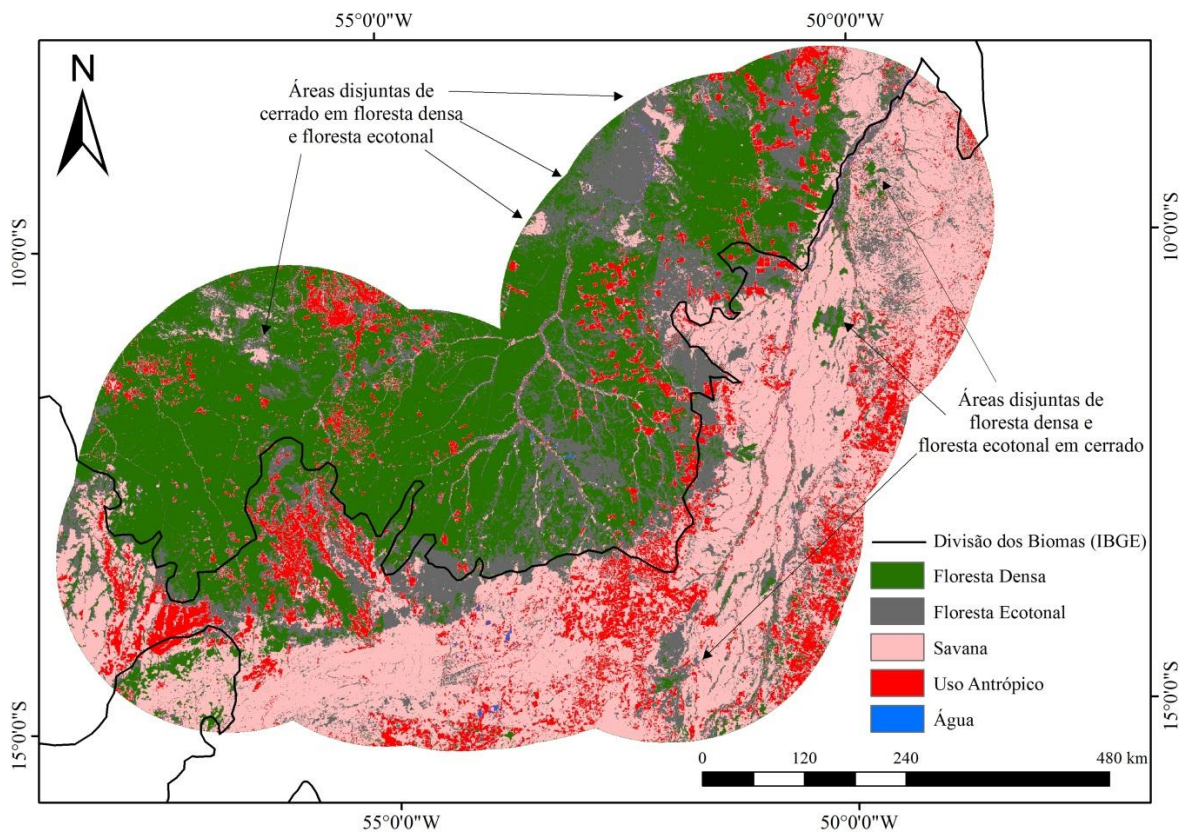 55°0'0"W
50°0'0"W
N
Áreas disjuntas de
cerrado em floresta densa
e floresta ecotonal
10°0'0"S
10°0'0"S
Áreas disjuntas de
floresta densa e
floresta ecotonal em cerrado
Divisão dos Biomas (IBGE)
Floresta Densa
Floresta Ecotonal
Savana
Uso Antrópico
Água
15°0'0"S
15°0'0"S
0 120 240 480 km
55°0'0"W
50°0'0"W